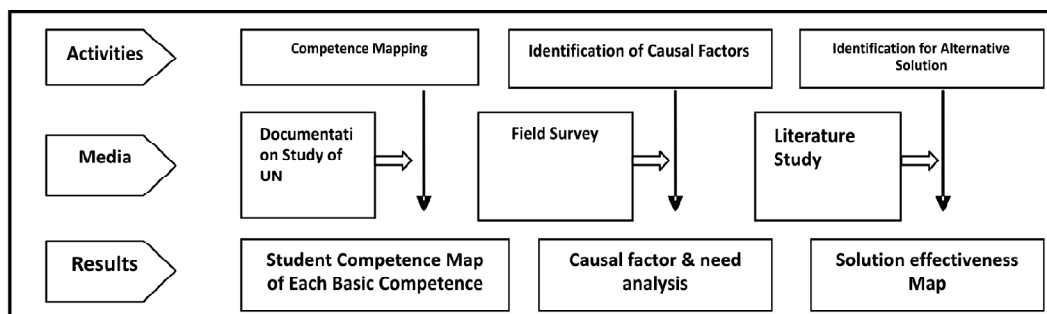 Activities
Competence Mapping
Identification of Causal Factors
Identification for Alternative
Solution
Media
Documentati
on Study of
UN
Field Survey
Literature
Study
Results
Student Competence Map
of Each Basic Competence
Causal factor & need
analysis
Solution effectiveness
Map